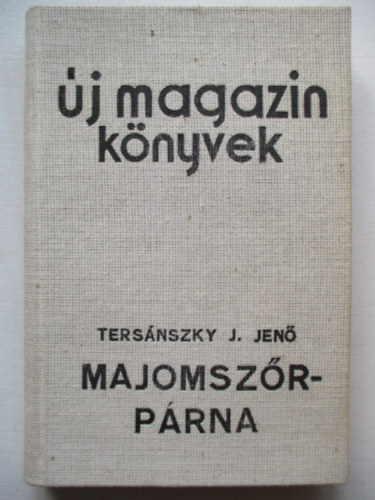 új magazin
könyvek
TERSÁNSZKY J. JENŐ
MAJOMSZŐR-
PÁRNA